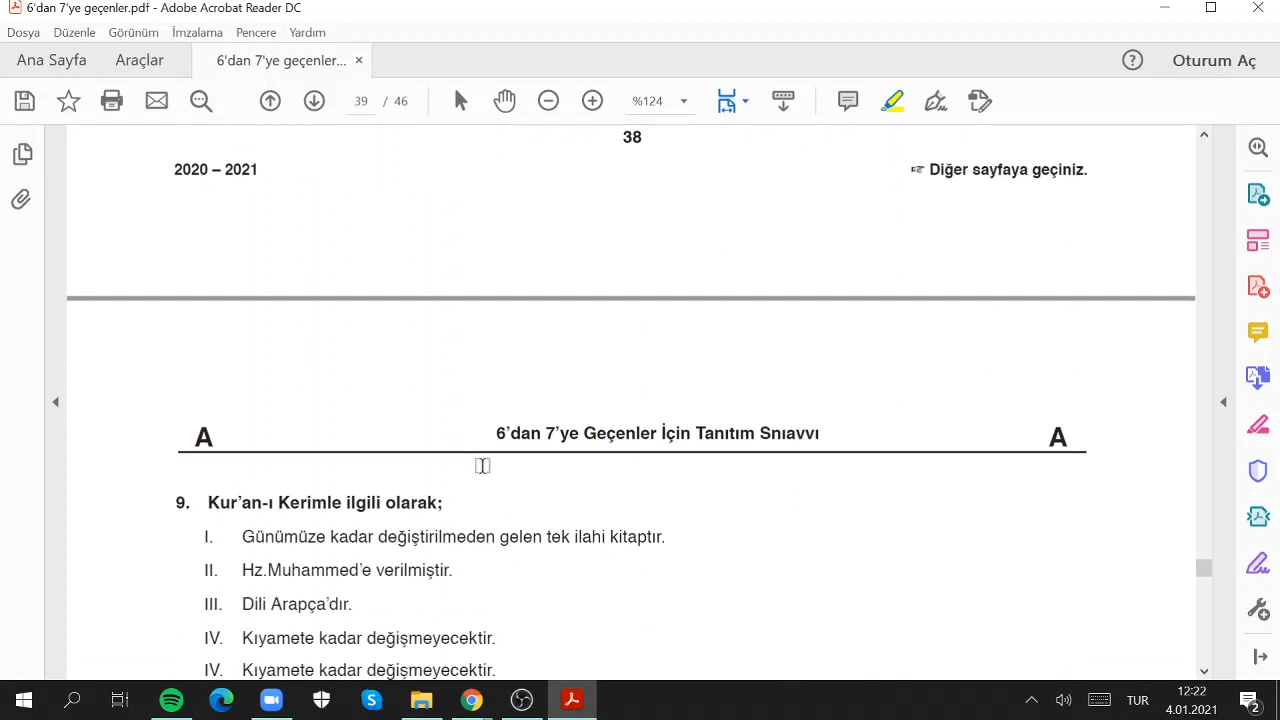 6'dan 7'ye geçenler.pdf - Adobe Acrobat Reader DC
Dosya Düzenle Görünüm İmzalama Pencere Yardım
Ana Sayfa Araçlar 6'dan 7'ye geçenler... × ? Oturum Aç
39 / 46 %124
38
2020 – 2021 ☞ Diğer sayfaya geçiniz.
A 6’dan 7’ye Geçenler İçin Tanıtım Snıavvı A
9. Kur’an-ı Kerimle ilgili olarak;
I. Günümüze kadar değiştirilmeden gelen tek ilahi kitaptır.
II. Hz.Muhammed’e verilmiştir.
III. Dili Arapça’dır.
IV. Kıyamete kadar değişmeyecektir.
IV. Kıyamete kadar değişmeyecektir.
TUR 12:22
4.01.2021 2